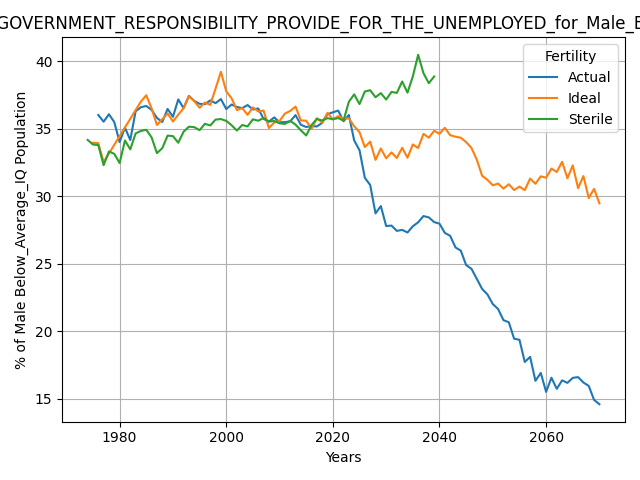 GOVERNMENT_RESPONSIBILITY_PROVIDE_FOR_THE_UNEMPLOYED_for_Male_B
Fertility
Actual
Ideal
Sterile
% of Male Below_Average_IQ Population
40
35
30
25
20
15
1980
2000
2020
2040
2060
Years